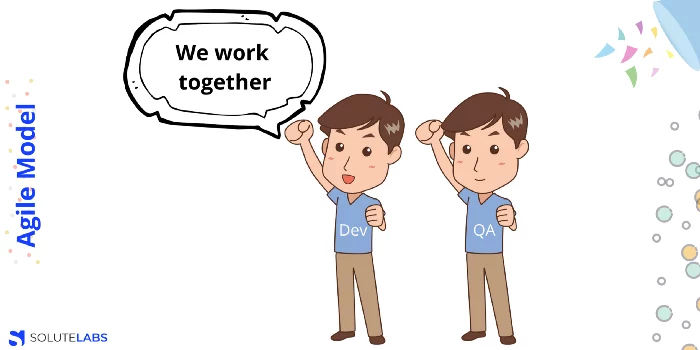 We work
together
Agile Model
Dev
QA
SOLUTELABS